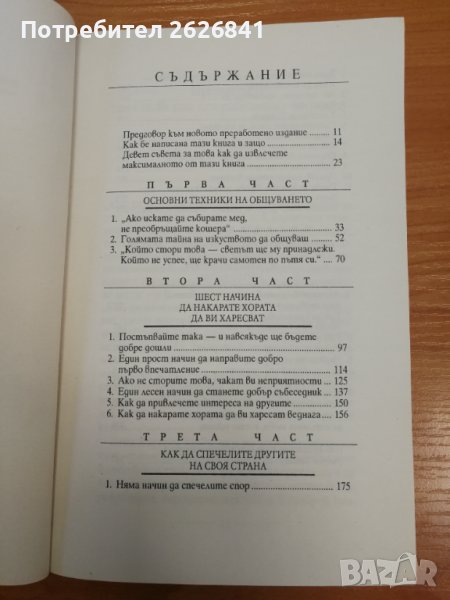 Потребител 2626841
СЪДЪРЖАНИЕ
Предговор към новото преработено издание ........ 11
Как бе написана тази книга и защо ........ 14
Девет съвета за това как да извлечете
максималното от тази книга ........ 23
ПЪРВА ЧАСТ
ОСНОВНИ ТЕХНИКИ НА ОБЩУВАНЕТО
1. „Ако искате да събирате мед,
не преобръщайте кошера“ ........ 33
2. Голямата тайна на изкуството да общуваш ........ 52
3. „Който стори това — светът ще му принадлежи.
Който не успее, ще крачи самотен по пътя си.“ .. 70
ВТОРА ЧАСТ
ШЕСТ НАЧИНА
ДА НАКАРАТЕ ХОРАТА
ДА ВИ ХАРЕСВАТ
1. Постъпвайте така — и навсякъде ще бъдете
добре дошли ........ 97
2. Един прост начин да направите добро
първо впечатление ........ 114
3. Ако не сторите това, чакат ви неприятности ..... 125
4. Един лесен начин да станете добър събеседник .. 137
5. Как да привлечете интереса на другите ........ 150
6. Как да накарате хората да ви харесат веднага .... 156
ТРЕТА ЧАСТ
КАК ДА СПЕЧЕЛИТЕ ДРУГИТЕ
НА СВОЯ СТРАНА
1. Няма начин да спечелите спор ........ 175
BAZAR